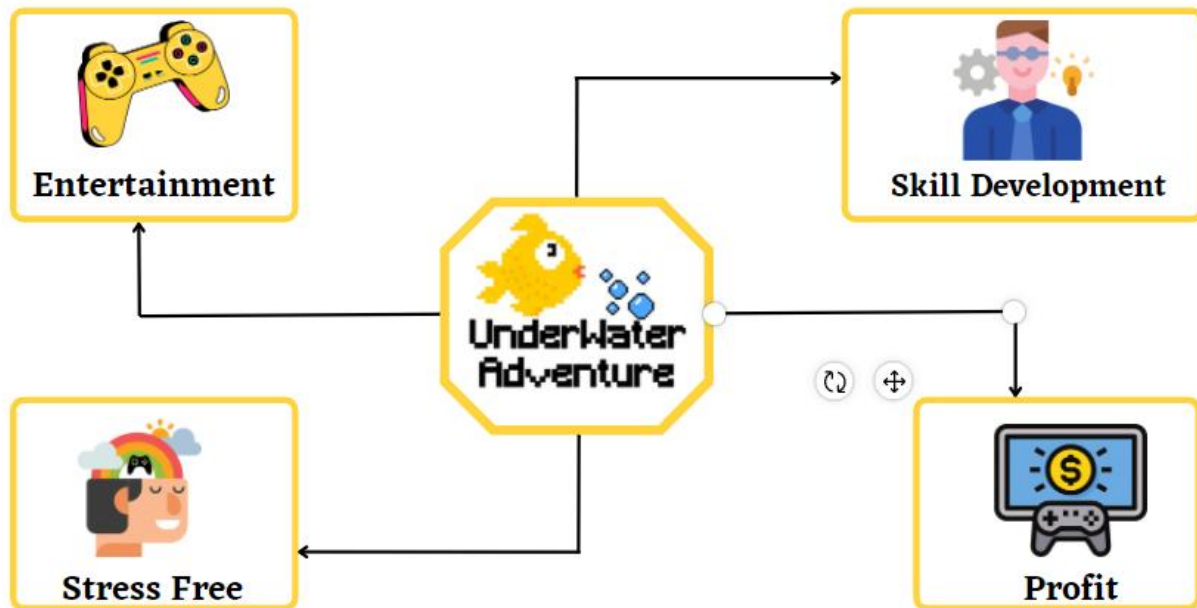 Entertainment
Skill Development
UnderWater
Adventure
Stress Free
Profit